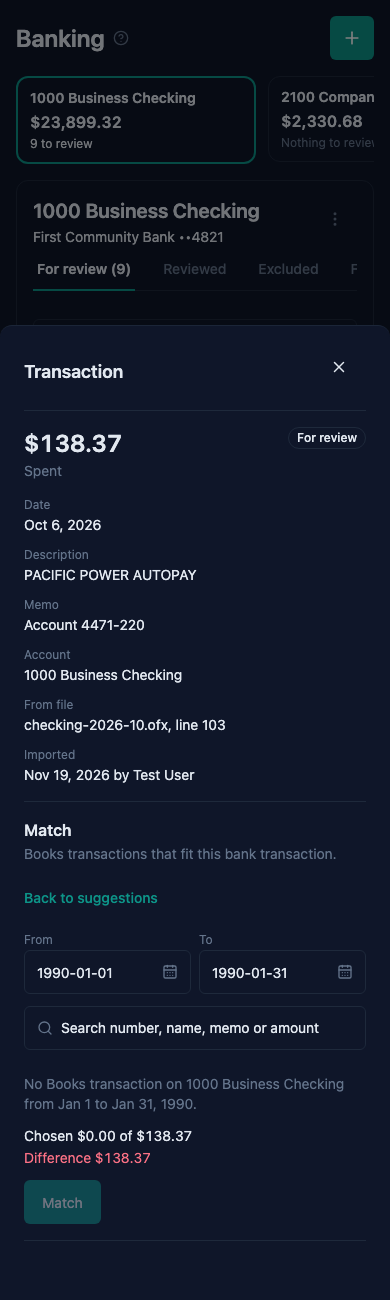 Banking
1000 Business Checking
$23,899.32
9 to review
2100 Compan
$2,330.68
Nothing to review
1000 Business Checking
First Community Bank ••4821
For review (9)
Reviewed
Excluded
F
Transaction
$138.37
For review
Spent
Date
Oct 6, 2026
Description
PACIFIC POWER AUTOPAY
Memo
Account 4471-220
Account
1000 Business Checking
From file
checking-2026-10.ofx, line 103
Imported
Nov 19, 2026 by Test User
Match
Books transactions that fit this bank transaction.
Back to suggestions
From
To
1990-01-01
1990-01-31
Search number, name, memo or amount
No Books transaction on 1000 Business Checking
from Jan 1 to Jan 31, 1990.
Chosen $0.00 of $138.37
Difference $138.37
Match